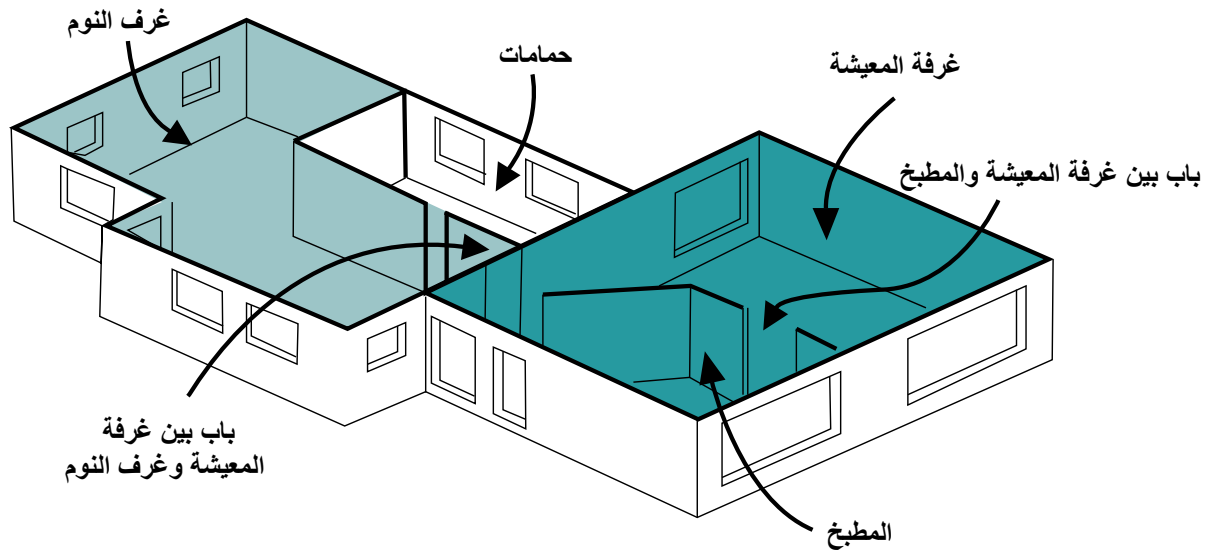 غرف النوم
حمامات
غرفة المعيشة
باب بين غرفة المعيشة والمطبخ
باب بين غرفة
المعيشة وغرف النوم
المطبخ